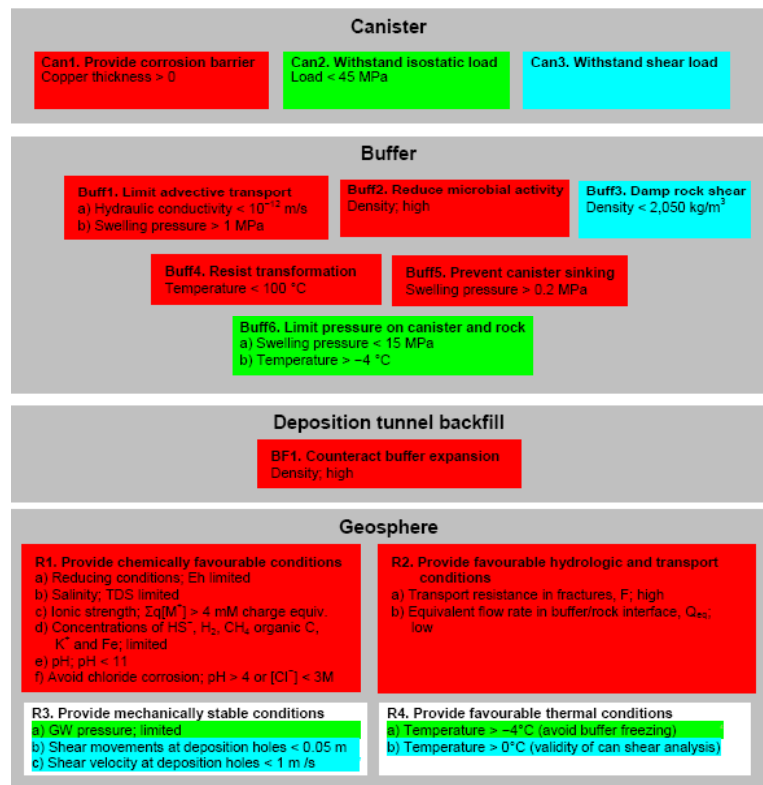 Canister
Can1. Provide corrosion barrier
Copper thickness > 0
Can2. Withstand isostatic load
Load < 45 MPa
Can3. Withstand shear load
Buffer
Buff1. Limit advective transport
a) Hydraulic conductivity < 10⁻¹² m/s
b) Swelling pressure > 1 MPa
Buff2. Reduce microbial activity
Density; high
Buff3. Damp rock shear
Density < 2,050 kg/m³
Buff4. Resist transformation
Temperature < 100 °C
Buff5. Prevent canister sinking
Swelling pressure > 0.2 MPa
Buff6. Limit pressure on canister and rock
a) Swelling pressure < 15 MPa
b) Temperature > −4 °C
Deposition tunnel backfill
BF1. Counteract buffer expansion
Density; high
Geosphere
R1. Provide chemically favourable conditions
a) Reducing conditions; Eh limited
b) Salinity; TDS limited
c) Ionic strength; Σq[M⁺] > 4 mM charge equiv.
d) Concentrations of HS⁻, H₂, CH₄ organic C,
K⁺ and Fe; limited
e) pH; pH < 11
f) Avoid chloride corrosion; pH > 4 or [Cl⁻] < 3M
R2. Provide favourable hydrologic and transport
conditions
a) Transport resistance in fractures, F; high
b) Equivalent flow rate in buffer/rock interface, Qeq;
low
R3. Provide mechanically stable conditions
a) GW pressure; limited
b) Shear movements at deposition holes < 0.05 m
c) Shear velocity at deposition holes < 1 m /s
R4. Provide favourable thermal conditions
a) Temperature > −4°C (avoid buffer freezing)
b) Temperature > 0°C (validity of can shear analysis)